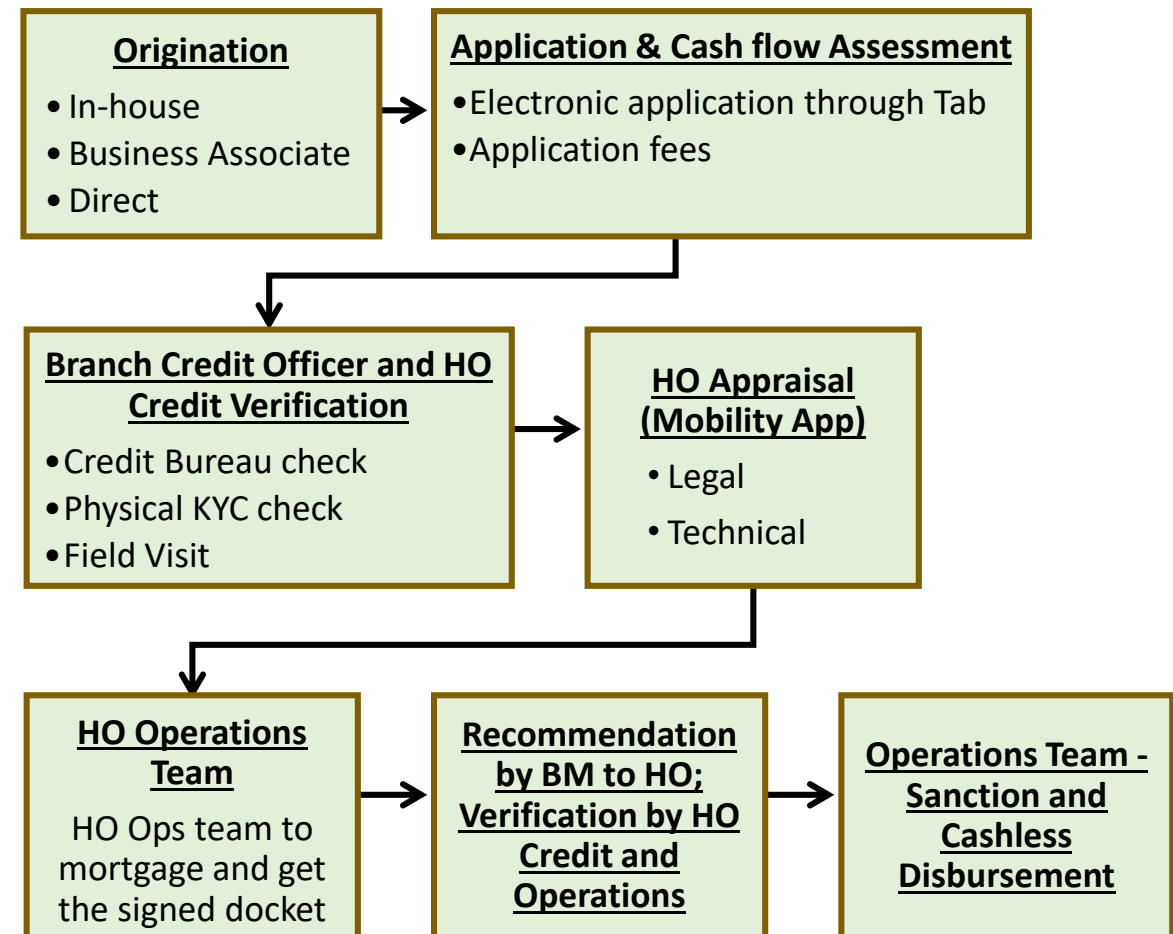 Origination
• In-house
• Business Associate
• Direct
Application & Cash flow Assessment
•Electronic application through Tab
•Application fees
Branch Credit Officer and HO
Credit Verification
•Credit Bureau check
•Physical KYC check
•Field Visit
HO Appraisal
(Mobility App)
• Legal
• Technical
HO Operations
Team
HO Ops team to
mortgage and get
the signed docket
Recommendation
by BM to HO;
Verification by HO
Credit and
Operations
Operations Team -
Sanction and
Cashless
Disbursement